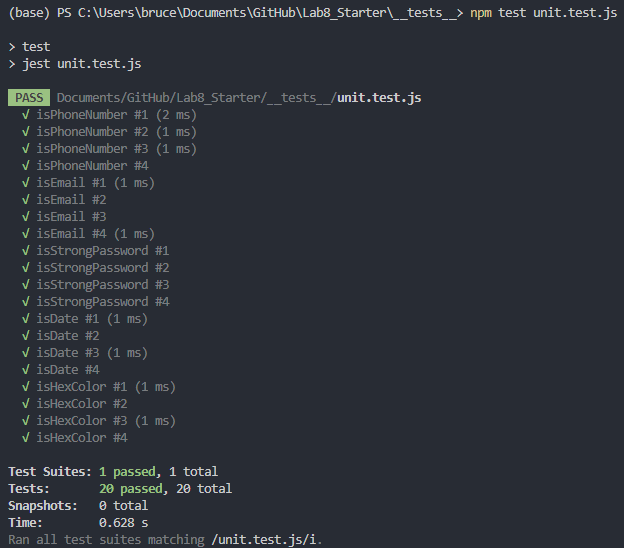 (base) PS C:\Users\bruce\Documents\GitHub\Lab8_Starter\__tests__> npm test unit.test.js
> test
> jest unit.test.js
PASS Documents/GitHub/Lab8_Starter/__tests__/unit.test.js
√ isPhoneNumber #1 (2 ms)
√ isPhoneNumber #2 (1 ms)
√ isPhoneNumber #3 (1 ms)
√ isPhoneNumber #4
√ isEmail #1 (1 ms)
√ isEmail #2
√ isEmail #3
√ isEmail #4 (1 ms)
√ isStrongPassword #1
√ isStrongPassword #2
√ isStrongPassword #3
√ isStrongPassword #4
√ isDate #1 (1 ms)
√ isDate #2
√ isDate #3 (1 ms)
√ isDate #4
√ isHexColor #1 (1 ms)
√ isHexColor #2
√ isHexColor #3 (1 ms)
√ isHexColor #4
Test Suites: 1 passed, 1 total
Tests:       20 passed, 20 total
Snapshots:   0 total
Time:        0.628 s
Ran all test suites matching /unit.test.js/i.